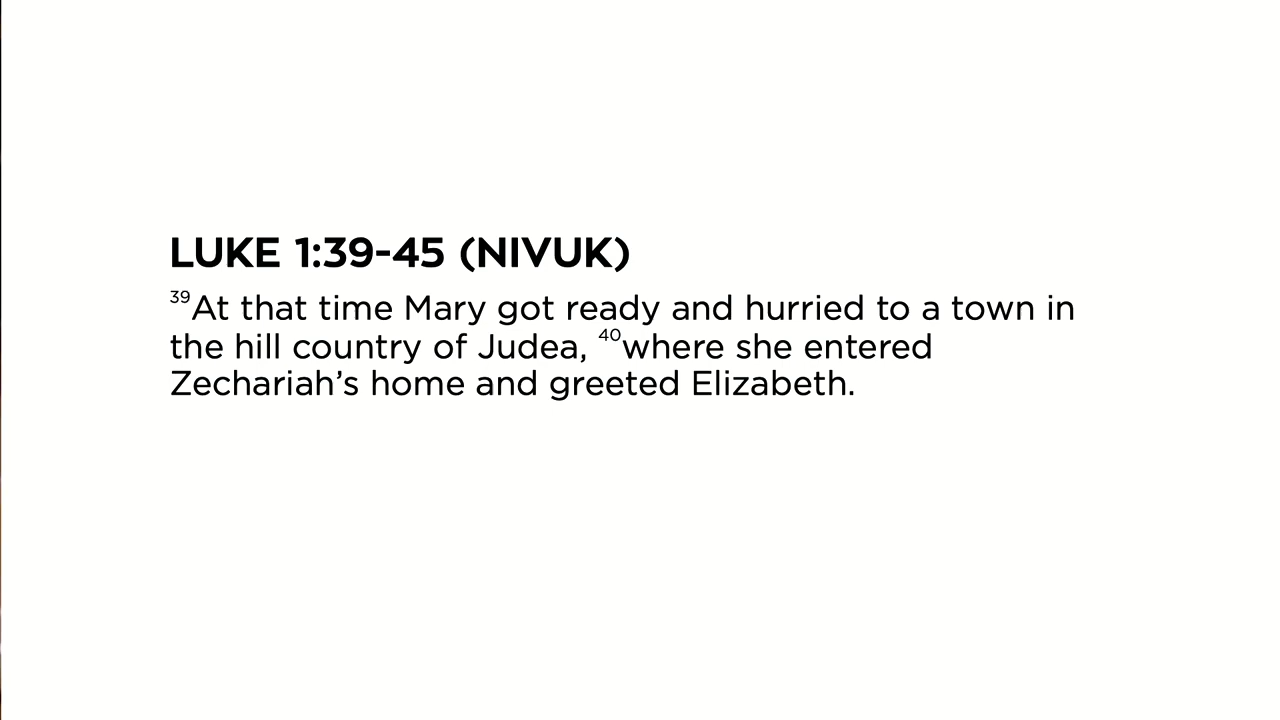 LUKE 1:39-45 (NIVUK)
³⁹At that time Mary got ready and hurried to a town in
the hill country of Judea, ⁴⁰where she entered
Zechariah’s home and greeted Elizabeth.